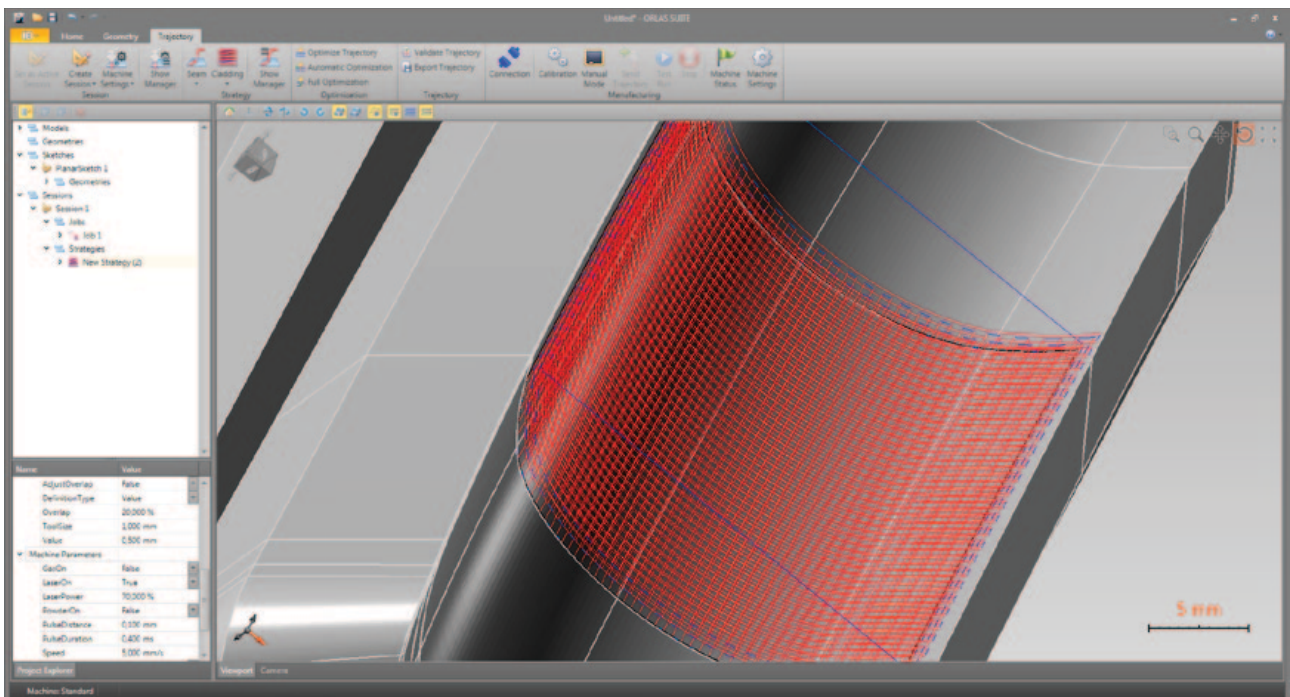 Untitled* - ORLAS SUITE
Home Geometry Trajectory
Create Session Machine Settings Show Manager Seam Cladding Show Manager
Optimize Trajectory
Automatic Optimization
Full Optimization
Validate Trajectory
Export Trajectory
Connection Calibration Manual Mode Stop Machine Status Machine Settings
Session Strategy Optimization Trajectory Manufacturing
Models
Geometries
Sketches
PlanarSketch 1
Geometries
Sessions
Session 1
Jobs
Job 1
Strategies
New Strategy (2)
Name Value
AdjustOverlap False
DefinitionType Value
Overlap 20,000 %
ToolSize 1,000 mm
Value 0,500 mm
Machine Parameters
GasOn False
LaserOn True
LaserPower 70,000 %
PowderOn False
PulseDistance 0,100 mm
PulseDuration 0,400 ms
Speed 5,000 mm/s
5 mm
Project Explorer Viewport Camera
Machine: Standard